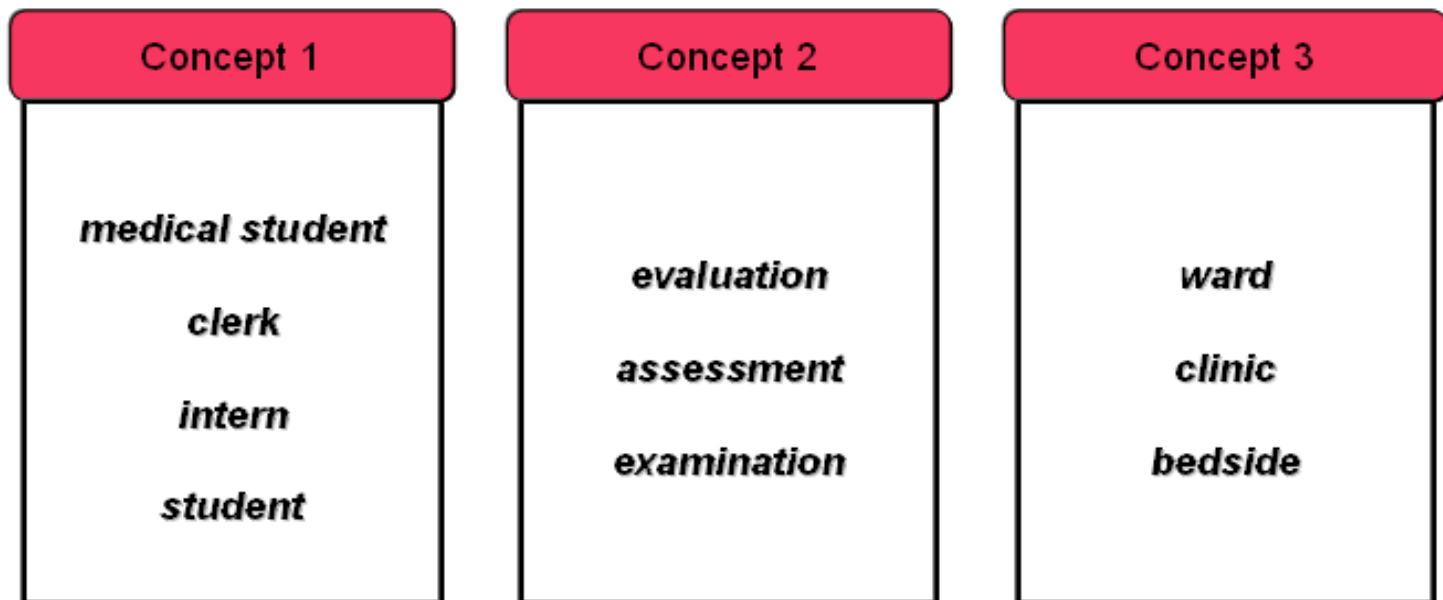 Concept 1
medical student
clerk
intern
student
Concept 2
evaluation
assessment
examination
Concept 3
ward
clinic
bedside